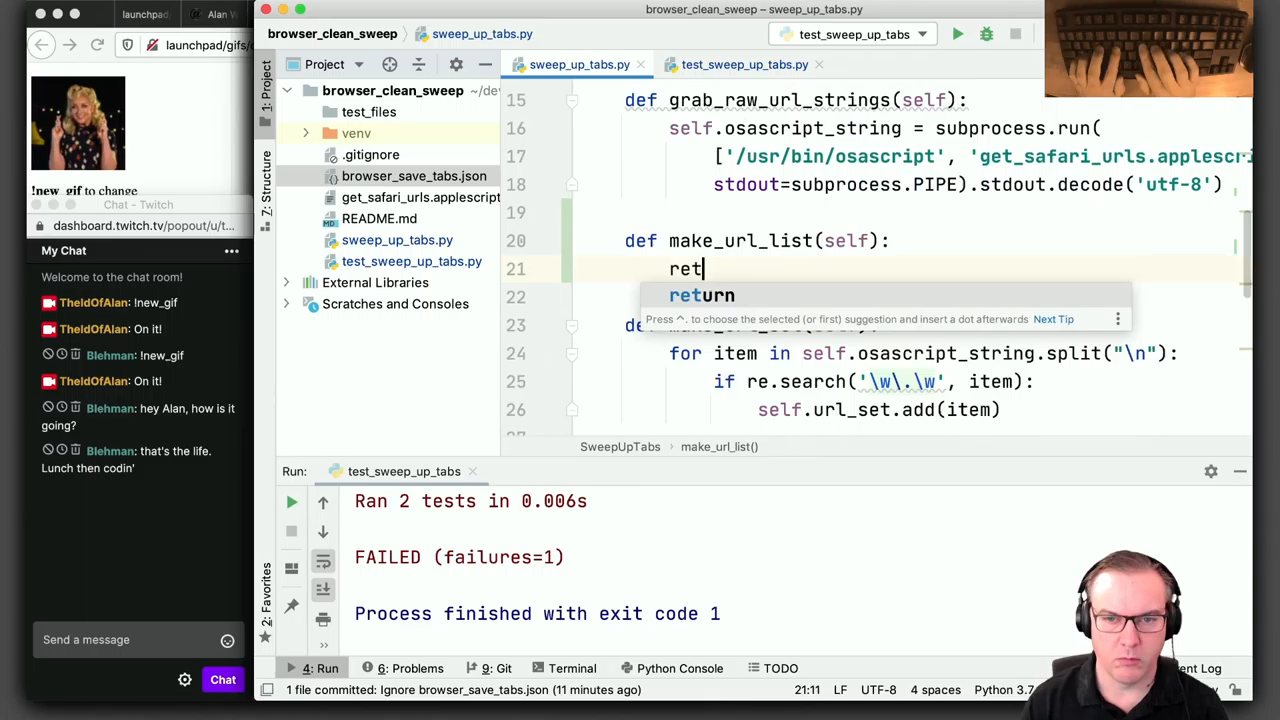 launchpad/
Alan W
launchpad/gifs/
!new_gif to change
Chat - Twitch
dashboard.twitch.tv/popout/u/t...
My Chat
Welcome to the chat room!
TheIdOfAlan: !new_gif
TheIdOfAlan: On it!
Blehman: !new_gif
TheIdOfAlan: On it!
Blehman: hey Alan, how is it
going?
Blehman: that's the life.
Lunch then codin'
Send a message
Chat
browser_clean_sweep – sweep_up_tabs.py
browser_clean_sweep
sweep_up_tabs.py
test_sweep_up_tabs
1: Project
7: Structure
2: Favorites
Project
browser_clean_sweep ~/de
test_files
venv
.gitignore
browser_save_tabs.json
get_safari_urls.applescript
README.md
sweep_up_tabs.py
test_sweep_up_tabs.py
External Libraries
Scratches and Consoles
sweep_up_tabs.py
test_sweep_up_tabs.py
15 def grab_raw_url_strings(self):
16 self.osascript_string = subprocess.run(
17 ['/usr/bin/osascript', 'get_safari_urls.applescri
18 stdout=subprocess.PIPE).stdout.decode('utf-8')
19
20 def make_url_list(self):
21 ret
return
Press ^. to choose the selected (or first) suggestion and insert a dot afterwards Next Tip
22
23
24 for item in self.osascript_string.split("\n"):
25 if re.search('\w\.\w', item):
26 self.url_set.add(item)
SweepUpTabs
make_url_list()
Run: test_sweep_up_tabs
Ran 2 tests in 0.006s
FAILED (failures=1)
Process finished with exit code 1
4: Run
6: Problems
9: Git
Terminal
Python Console
TODO
nt Log
1 file committed: Ignore browser_save_tabs.json (11 minutes ago)
21:11 LF UTF-8 4 spaces Python 3.7